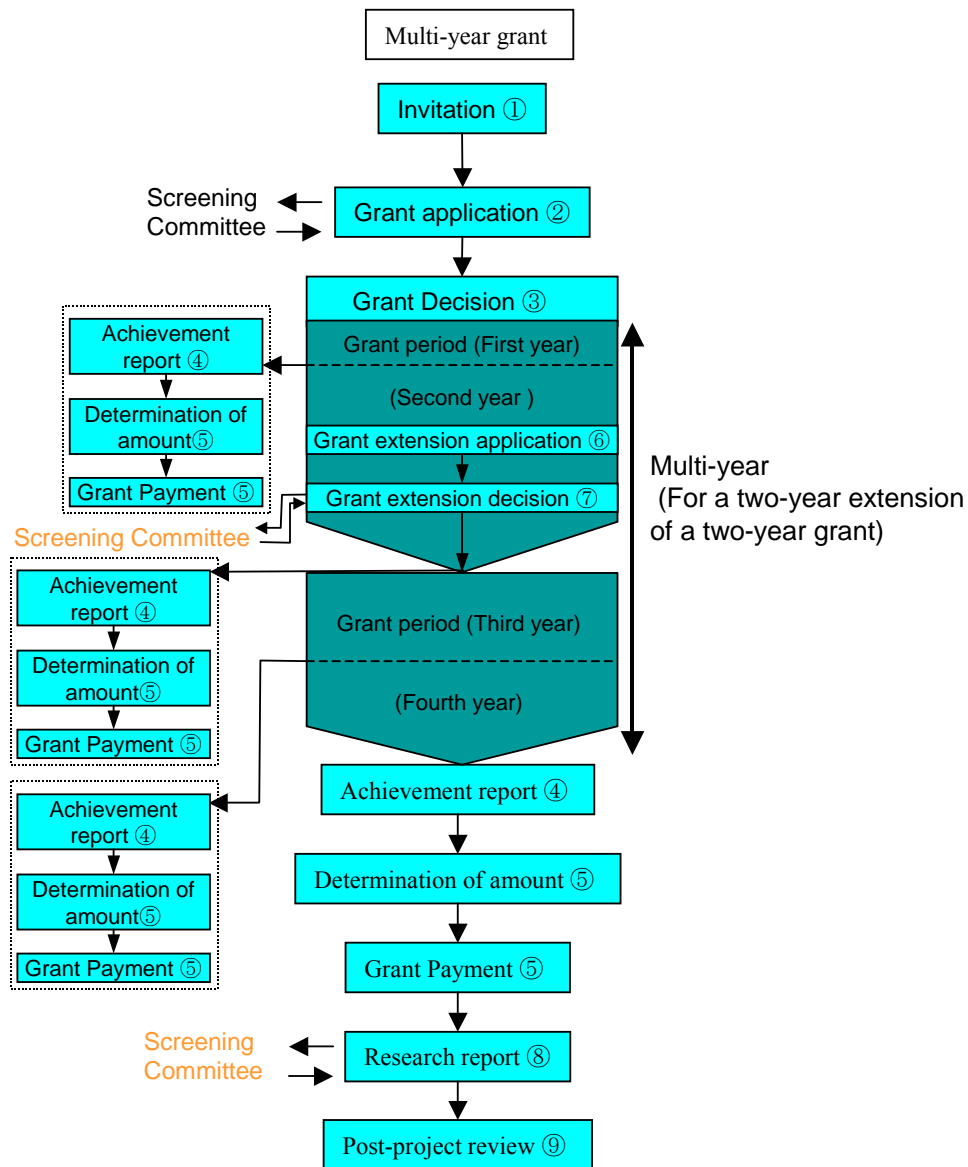 Multi-year grant
Invitation ①
Screening
Committee
Grant application ②
Grant Decision ③
Grant period (First year)
(Second year )
Grant extension application ⑥
Grant extension decision ⑦
Achievement
report ④
Determination of
amount⑤
Grant Payment ⑤
Screening Committee
Multi-year
(For a two-year extension
of a two-year grant)
Achievement
report ④
Determination of
amount⑤
Grant Payment ⑤
Grant period (Third year)
(Fourth year)
Achievement
report ④
Determination of
amount⑤
Grant Payment ⑤
Achievement report ④
Determination of amount ⑤
Grant Payment ⑤
Screening
Committee
Research report ⑧
Post-project review ⑨